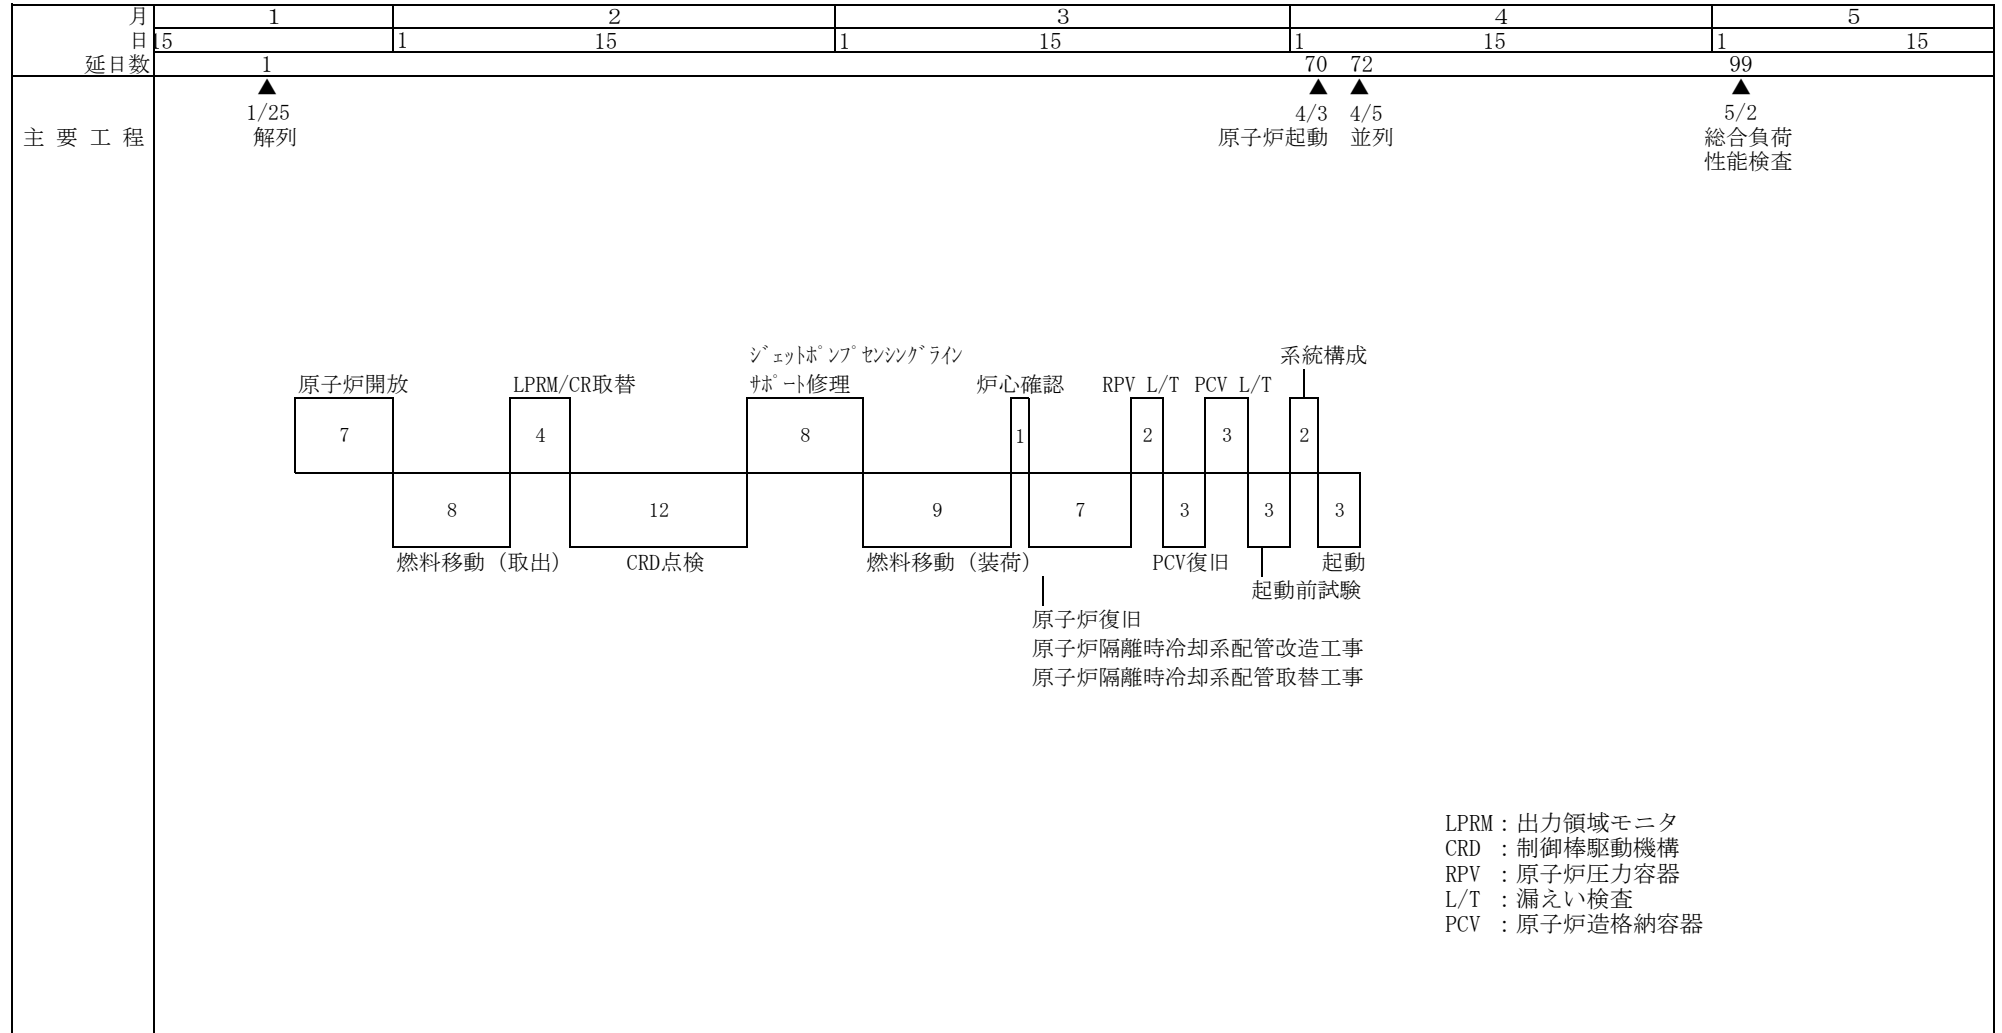 月 1 2 3 4 5
日 15 1 15 1 15 1 15 1 15
延日数 1 70 72 99
▲ ▲ ▲ ▲
1/25 4/3 4/5 5/2
主要工程 解列 原子炉起動 並列 総合負荷
性能検査
ｼﾞｪｯﾄﾎﾟﾝﾌﾟｾﾝｼﾝｸﾞﾗｲﾝ 系統構成
原子炉開放 LPRM/CR取替 ｻﾎﾟｰﾄ修理 炉心確認 RPV L/T PCV L/T
7 4 8 1 2 3 2
8 12 9 7 3 3 3
燃料移動（取出） CRD点検 燃料移動（装荷） PCV復旧 起動
起動前試験
原子炉復旧
原子炉隔離時冷却系配管改造工事
原子炉隔離時冷却系配管取替工事
LPRM：出力領域モニタ
CRD ：制御棒駆動機構
RPV ：原子炉圧力容器
L/T ：漏えい検査
PCV ：原子炉造格納容器